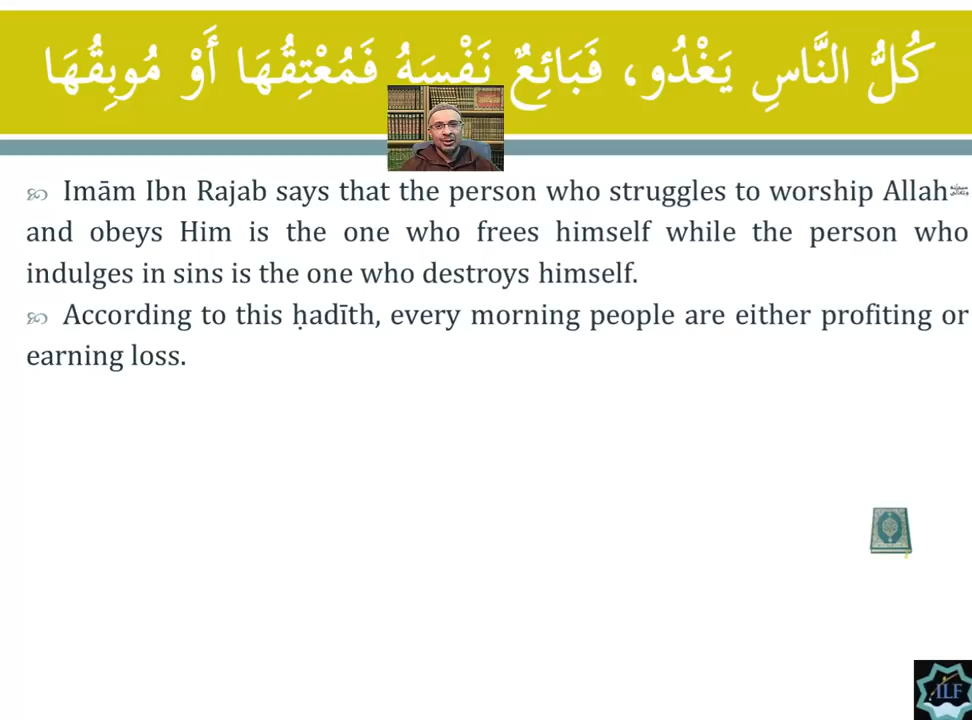 كُلُّ النَّاسِ يَغْدُو، فَبَائِعٌ نَفْسَهُ فَمُعْتِقُهَا أَوْ مُوبِقُهَا
Imām Ibn Rajab says that the person who struggles to worship Allah
and obeys Him is the one who frees himself while the person who
indulges in sins is the one who destroys himself.
According to this ḥadīth, every morning people are either profiting or
earning loss.
ILF